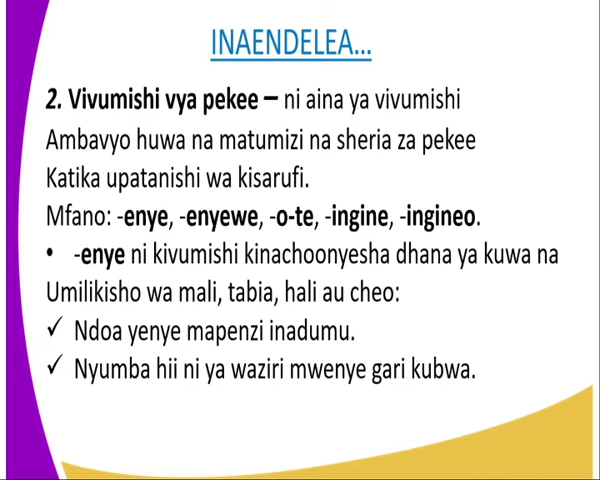 INAENDELEA...
2. Vivumishi vya pekee – ni aina ya vivumishi
Ambavyo huwa na matumizi na sheria za pekee
Katika upatanishi wa kisarufi.
Mfano: -enye, -enyewe, -o-te, -ingine, -ingineo.
• -enye ni kivumishi kinachoonyesha dhana ya kuwa na
Umilikisho wa mali, tabia, hali au cheo:
✓ Ndoa yenye mapenzi inadumu.
✓ Nyumba hii ni ya waziri mwenye gari kubwa.